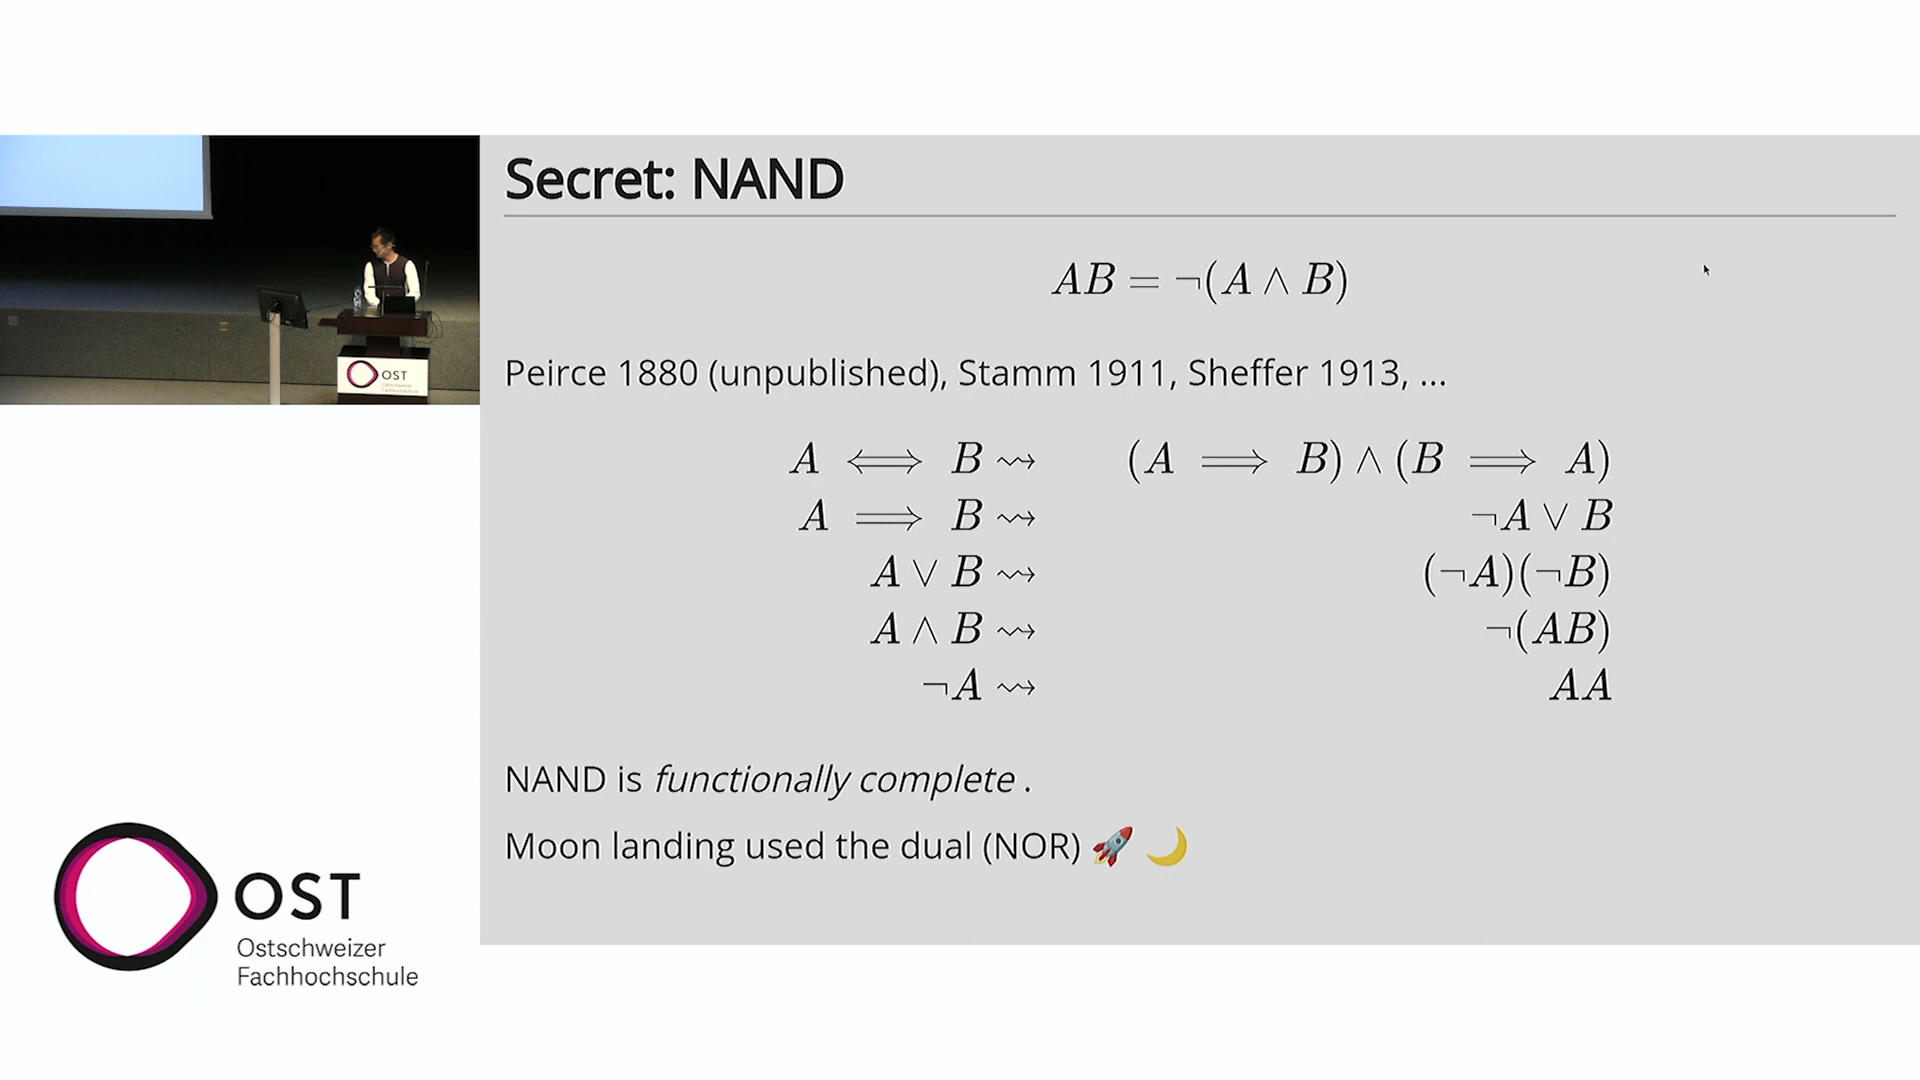 Secret: NAND
AB = ¬(A ∧ B)
Peirce 1880 (unpublished), Stamm 1911, Sheffer 1913, ...
A ⟺ B ⇝ (A ⟹ B) ∧ (B ⟹ A)
A ⟹ B ⇝ ¬A ∨ B
A ∨ B ⇝ (¬A)(¬B)
A ∧ B ⇝ ¬(AB)
¬A ⇝ AA
NAND is functionally complete .
Moon landing used the dual (NOR) 🚀 🌙
OST
OST
Ostschweizer
Fachhochschule